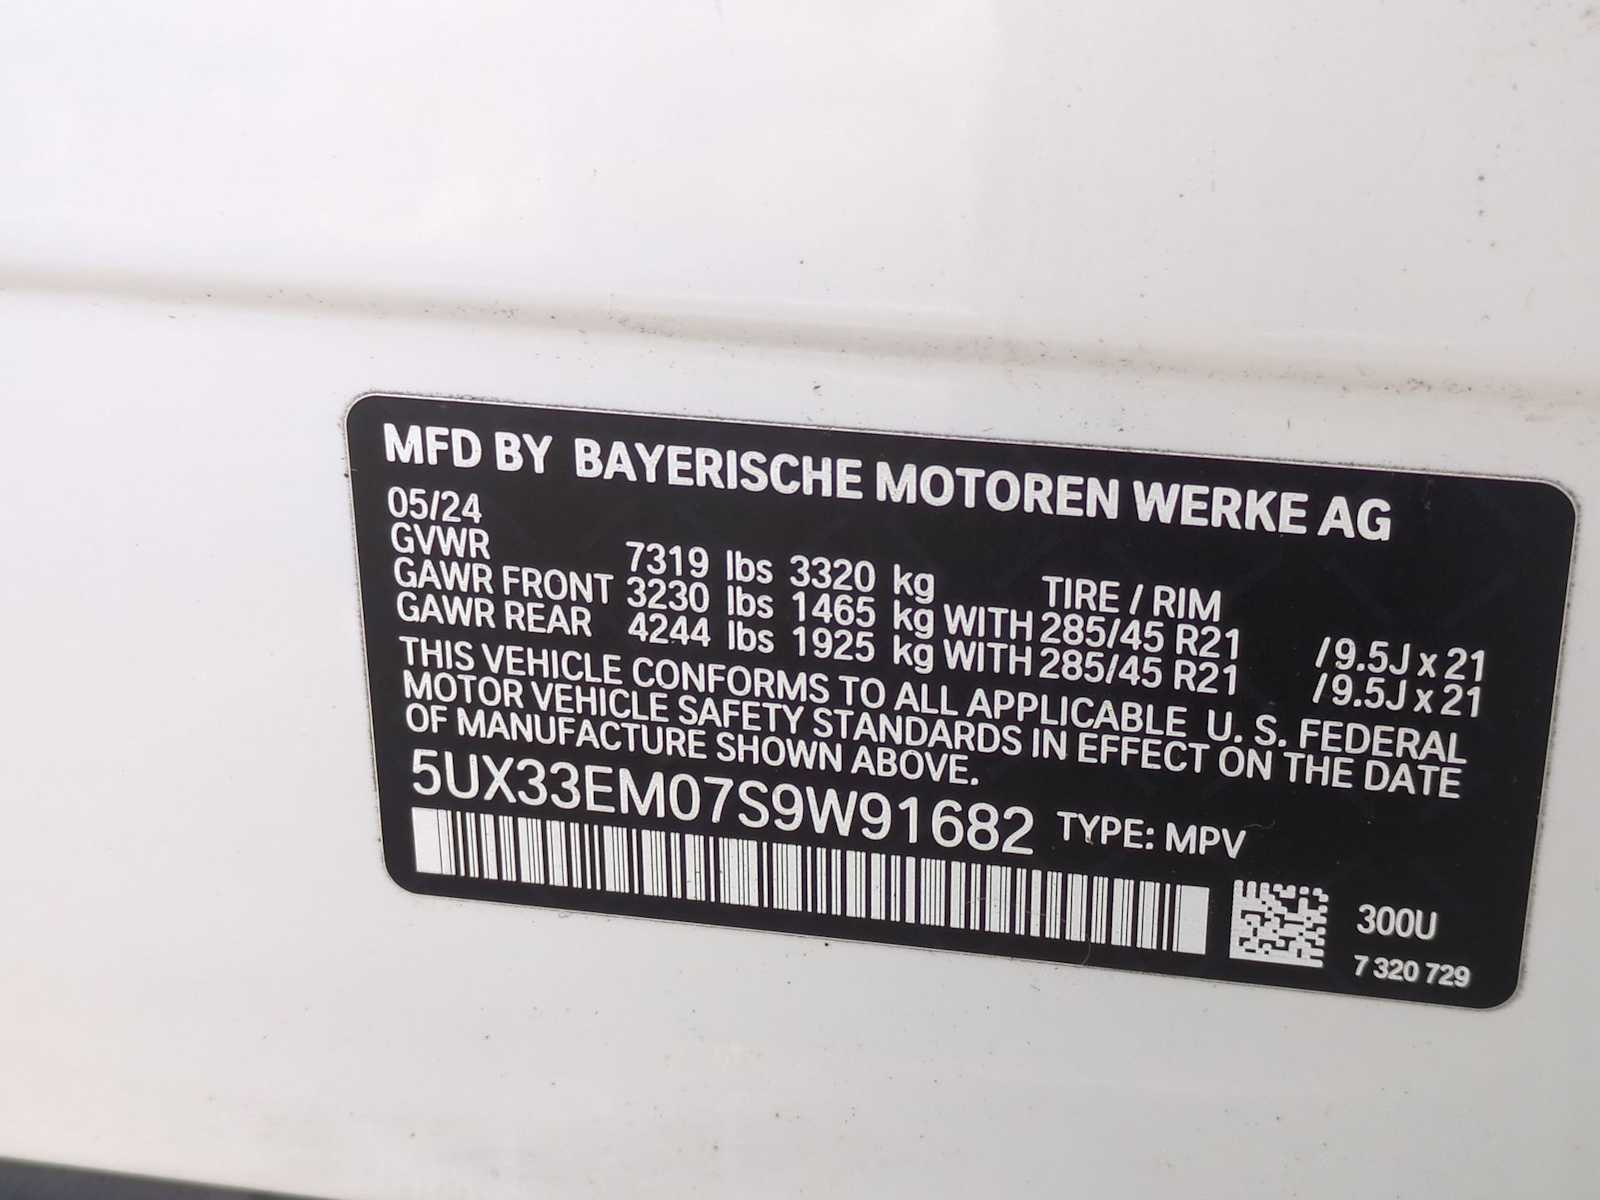 MFD BY BAYERISCHE MOTOREN WERKE AG
05/24
GVWR 7319 lbs 3320 kg TIRE / RIM
GAWR FRONT 3230 lbs 1465 kg WITH 285/45 R21 /9.5J x 21
GAWR REAR 4244 lbs 1925 kg WITH 285/45 R21 /9.5J x 21
THIS VEHICLE CONFORMS TO ALL APPLICABLE U. S. FEDERAL
MOTOR VEHICLE SAFETY STANDARDS IN EFFECT ON THE DATE
OF MANUFACTURE SHOWN ABOVE.
5UX33EM07S9W91682 TYPE: MPV
300U
7 320 729